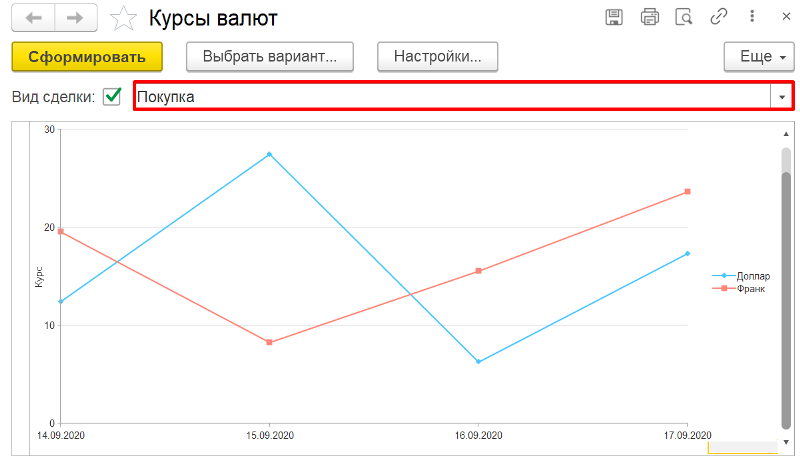 Курсы валют
Сформировать
Выбрать вариант...
Настройки...
Еще
Вид сделки:
Покупка
30
20
10
0
Курс
14.09.2020
15.09.2020
16.09.2020
17.09.2020
Доллар
Франк